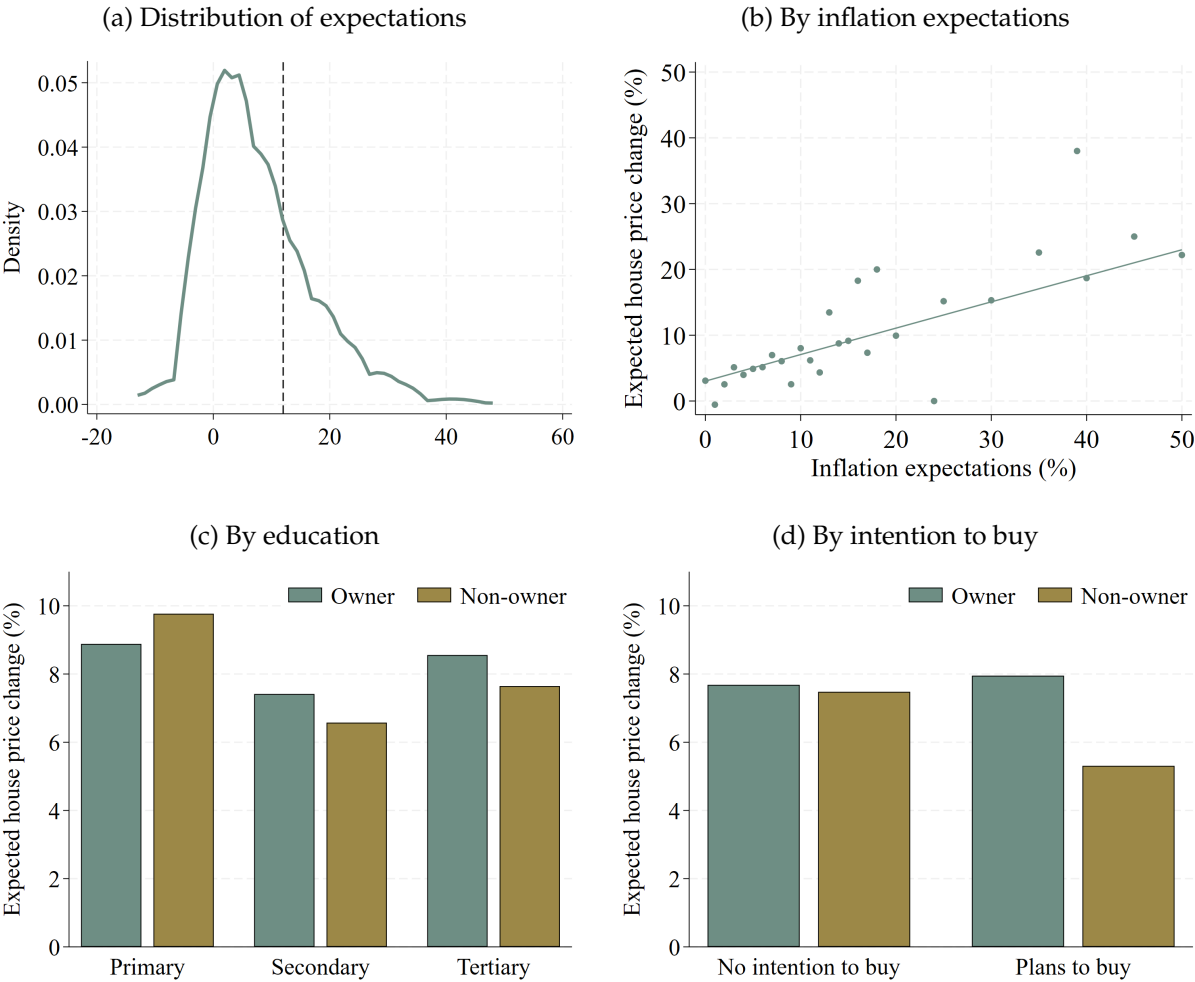 (a) Distribution of expectations
Density
0.05
0.04
0.03
0.02
0.01
0.00
-20 0 20 40 60
(b) By inflation expectations
Expected house price change (%)
50
40
30
20
10
0
0 10 20 30 40 50
Inflation expectations (%)
(c) By education
Expected house price change (%)
Owner Non-owner
10
8
6
4
2
0
Primary Secondary Tertiary
(d) By intention to buy
Expected house price change (%)
Owner Non-owner
10
8
6
4
2
0
No intention to buy Plans to buy